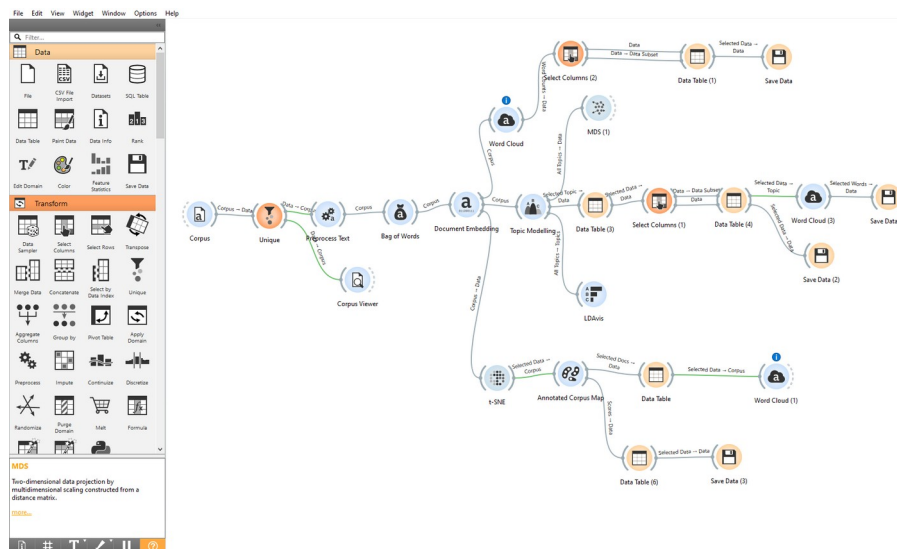 File Edit View Widget Window Options Help
Filter...
Data
File
CSV File Import
Datasets
SQL Table
Data Table
Paint Data
Data Info
Rank
Edit Domain
Color
Feature Statistics
Save Data
Transform
Data Sampler
Select Columns
Select Rows
Transpose
Merge Data
Concatenate
Select by Data Index
Unique
Aggregate Columns
Group by
Pivot Table
Apply Domain
Preprocess
Impute
Continuize
Discretize
Randomize
Purge Domain
Melt
Formula
MDS
Two-dimensional data projection by
multidimensional scaling constructed from a
distance matrix.
more...
Data
Data → Data Subset
Selected Data →
Data
Select Columns (2)
Data Table (1)
Save Data
Word Counts → Data
Word Cloud
MDS (1)
Corpus
All Topics → Data
Corpus → Data
Data → Corpus
Corpus
Corpus
Corpus
Selected Topic →
Data
Selected Data →
Data
Data → Data Subset
Data
Selected Data →
Topic
Selected Words →
Data
Corpus
Unique
Preprocess Text
Bag of Words
Document Embedding
Topic Modelling
Data Table (3)
Select Columns (1)
Data Table (4)
Word Cloud (3)
Save Data
Data → Corpus
Selected Data →
Data
Corpus Viewer
All Topics → Topic
Save Data (2)
LDAvis
Corpus → Data
Selected Data →
Corpus
Selected Docs →
Data
Selected Data → Corpus
t-SNE
Annotated Corpus Map
Data Table
Word Cloud (1)
Scores → Data
Selected Data → Data
Data Table (6)
Save Data (3)